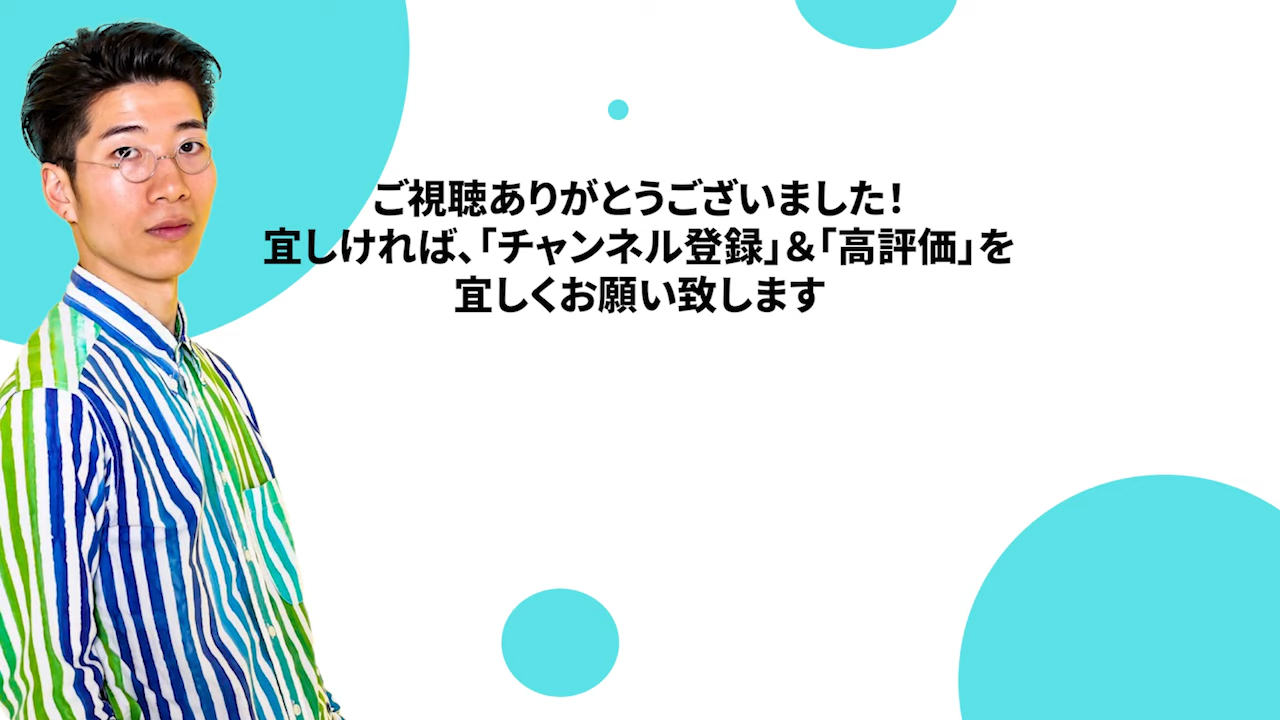 ご視聴ありがとうございました!
宜しければ、「チャンネル登録」&「高評価」を
宜しくお願い致します